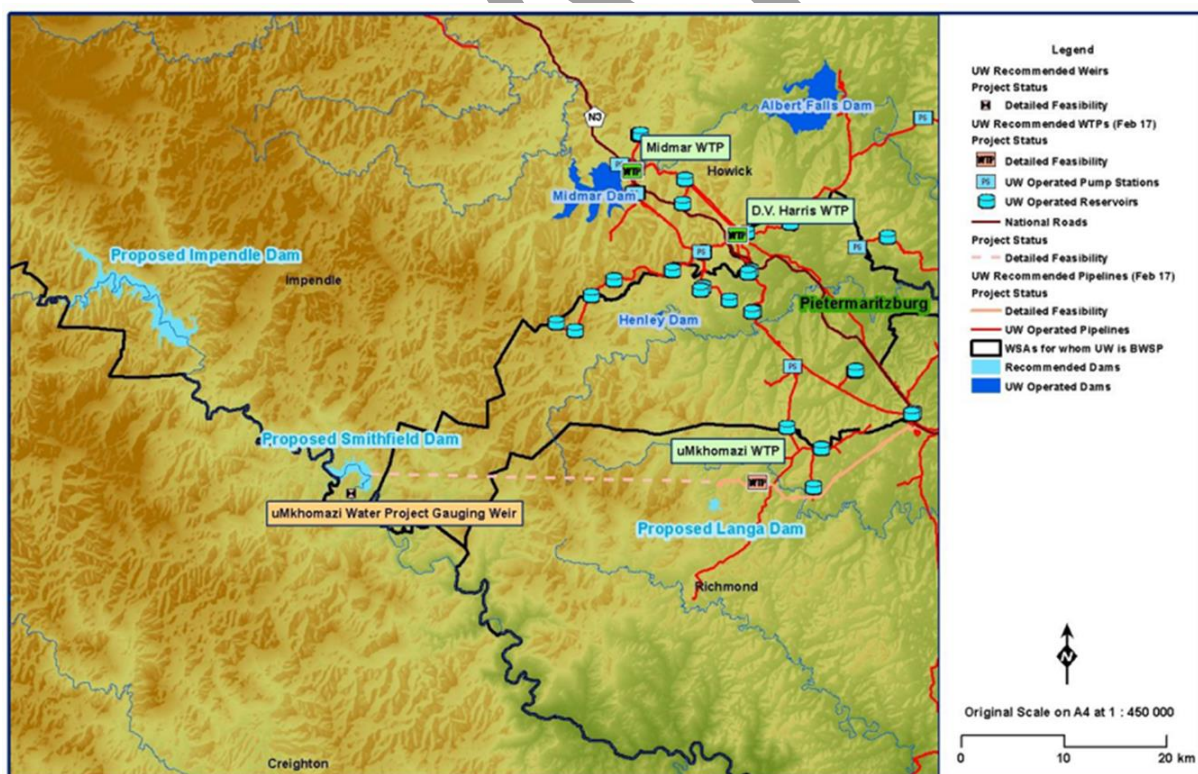 Albert Falls Dam
PS
N3
Midmar WTP
PS
WTP
Howick
Midmar Dam
D.V. Harris WTP
WTP
PS
PS
Proposed Impendle Dam
Impendle
Pietermaritzburg
Henley Dam
PS
Proposed Smithfield Dam
uMkhomazi WTP
WTP
uMkhomazi Water Project Gauging Weir
Proposed Langa Dam
Richmond
Creighton
Legend
UW Recommended Weirs
Project Status
Detailed Feasibility
UW Recommended WTPs (Feb 17)
Project Status
WTP Detailed Feasibility
PS UW Operated Pump Stations
UW Operated Reservoirs
National Roads
Project Status
Detailed Feasibility
UW Recommended Pipelines (Feb 17)
Project Status
Detailed Feasibility
UW Operated Pipelines
WSAs for whom UW is BWSP
Recommended Dams
UW Operated Dams
N
Original Scale on A4 at 1 : 450 000
0 10 20 km